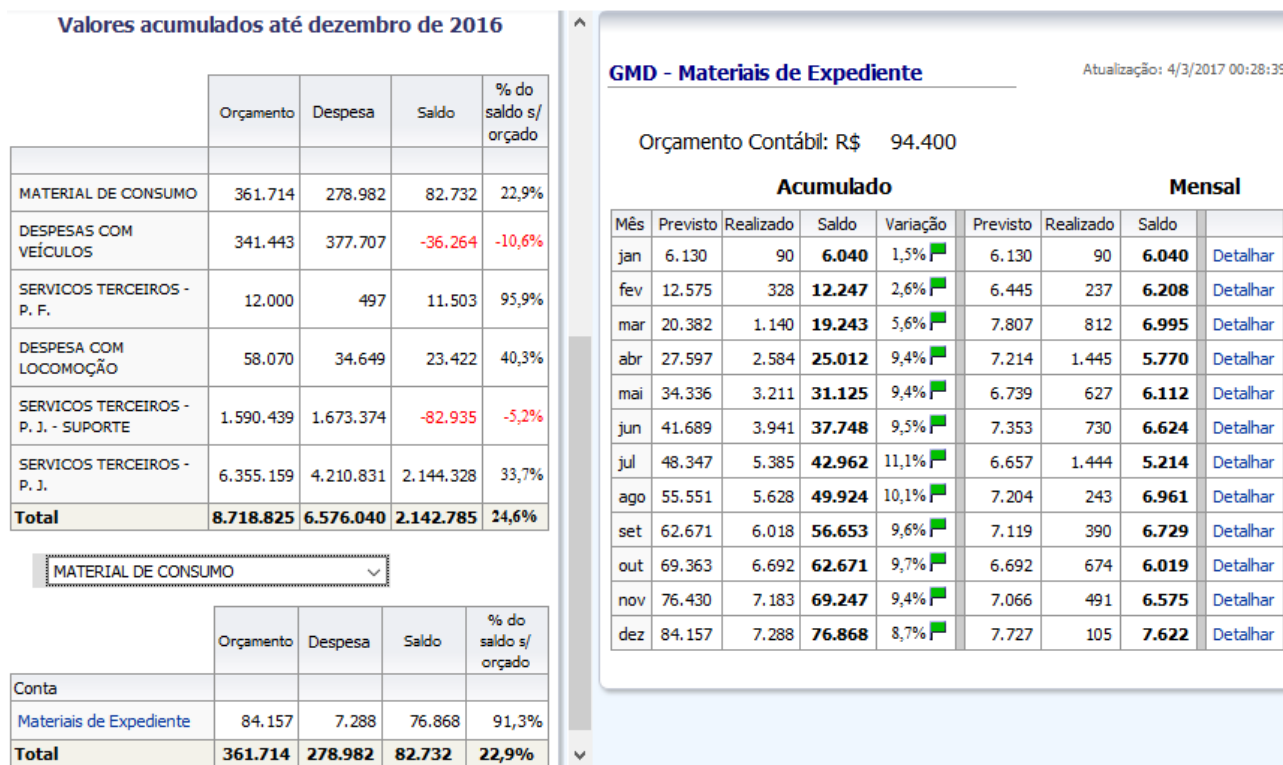 Valores acumulados até dezembro de 2016
Orçamento Despesa Saldo % do saldo s/ orçado
MATERIAL DE CONSUMO 361.714 278.982 82.732 22,9%
DESPESAS COM VEÍCULOS 341.443 377.707 -36.264 -10,6%
SERVICOS TERCEIROS - P. F. 12.000 497 11.503 95,9%
DESPESA COM LOCOMOÇÃO 58.070 34.649 23.422 40,3%
SERVICOS TERCEIROS - P. J. - SUPORTE 1.590.439 1.673.374 -82.935 -5,2%
SERVICOS TERCEIROS - P. J. 6.355.159 4.210.831 2.144.328 33,7%
Total 8.718.825 6.576.040 2.142.785 24,6%
MATERIAL DE CONSUMO
Orçamento Despesa Saldo % do saldo s/ orçado
Conta
Materiais de Expediente 84.157 7.288 76.868 91,3%
Total 361.714 278.982 82.732 22,9%
GMD - Materiais de Expediente
Atualização: 4/3/2017 00:28:39
Orçamento Contábil: R$ 94.400
Acumulado Mensal
Mês Previsto Realizado Saldo Variação Previsto Realizado Saldo
jan 6.130 90 6.040 1,5% 6.130 90 6.040 Detalhar
fev 12.575 328 12.247 2,6% 6.445 237 6.208 Detalhar
mar 20.382 1.140 19.243 5,6% 7.807 812 6.995 Detalhar
abr 27.597 2.584 25.012 9,4% 7.214 1.445 5.770 Detalhar
mai 34.336 3.211 31.125 9,4% 6.739 627 6.112 Detalhar
jun 41.689 3.941 37.748 9,5% 7.353 730 6.624 Detalhar
jul 48.347 5.385 42.962 11,1% 6.657 1.444 5.214 Detalhar
ago 55.551 5.628 49.924 10,1% 7.204 243 6.961 Detalhar
set 62.671 6.018 56.653 9,6% 7.119 390 6.729 Detalhar
out 69.363 6.692 62.671 9,7% 6.692 674 6.019 Detalhar
nov 76.430 7.183 69.247 9,4% 7.066 491 6.575 Detalhar
dez 84.157 7.288 76.868 8,7% 7.727 105 7.622 Detalhar